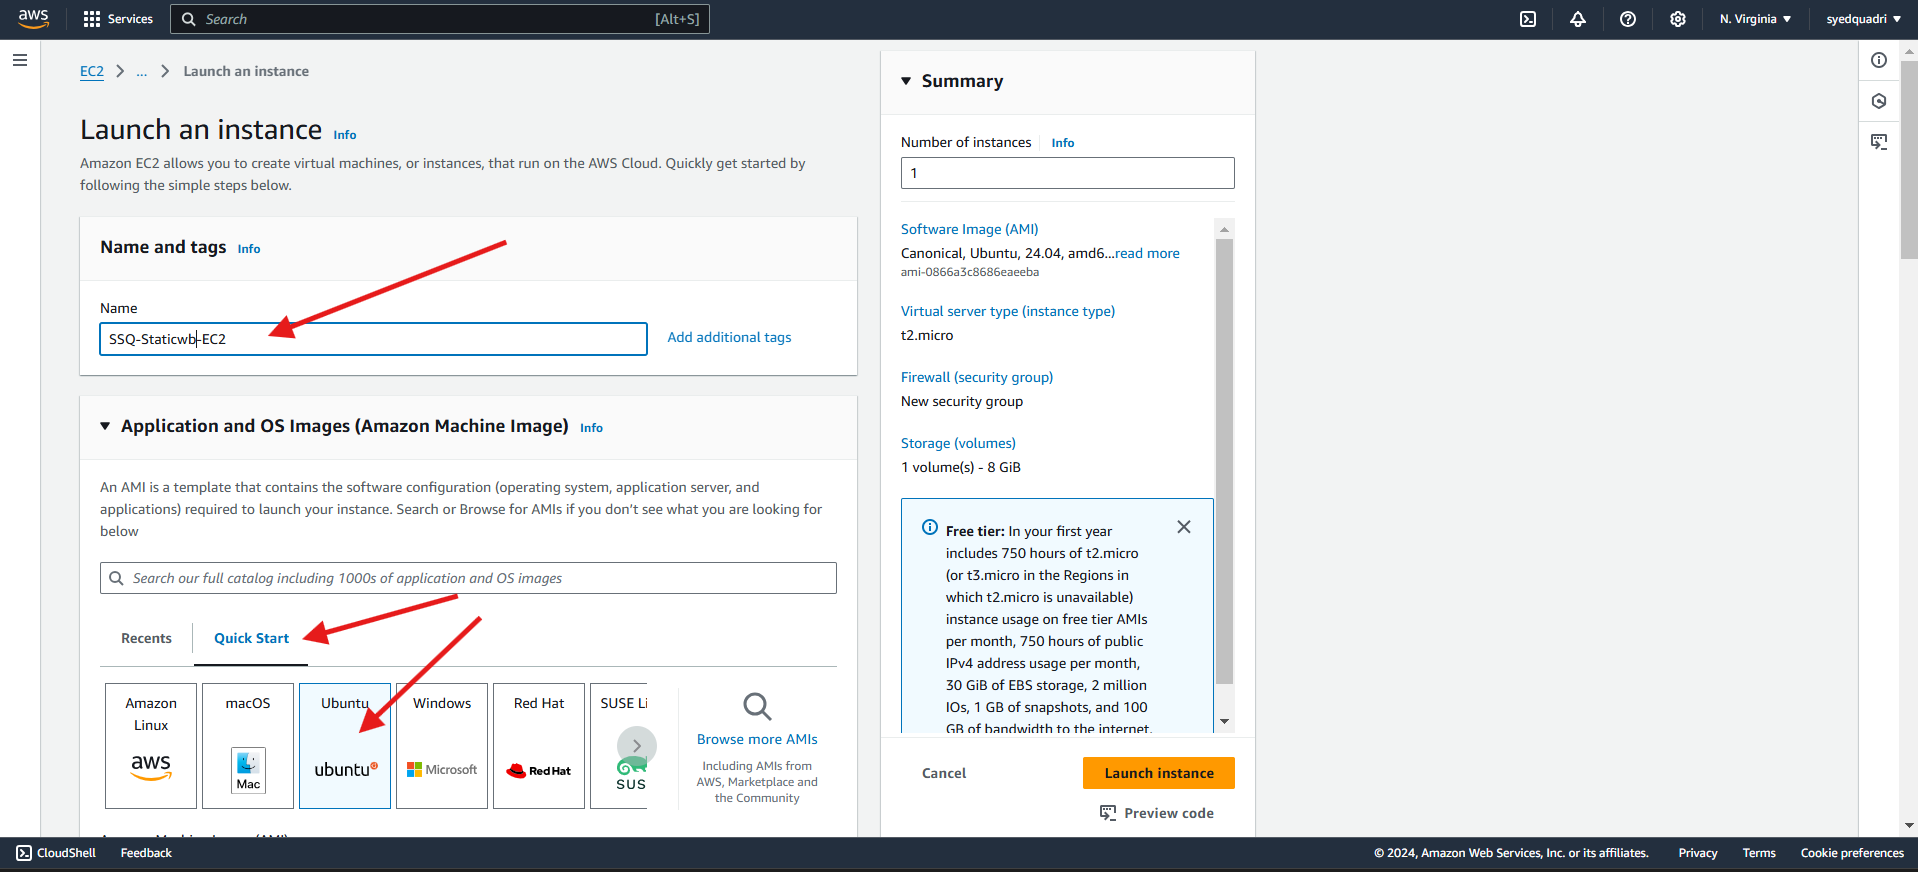 aws
Services
Search
[Alt+S]
N. Virginia
syedquadri
EC2
...
Launch an instance
Launch an instance
Info
Amazon EC2 allows you to create virtual machines, or instances, that run on the AWS Cloud. Quickly get started by
following the simple steps below.
Name and tags
Info
Name
SSQ-Staticwb-EC2
Add additional tags
Application and OS Images (Amazon Machine Image)
Info
An AMI is a template that contains the software configuration (operating system, application server, and
applications) required to launch your instance. Search or Browse for AMIs if you don't see what you are looking for
below
Search our full catalog including 1000s of application and OS images
Recents
Quick Start
Amazon
Linux
aws
macOS
Mac
Ubuntu
ubuntu
Windows
Microsoft
Red Hat
RedHat
SUSE Li
SUS
Browse more AMIs
Including AMIs from
AWS, Marketplace and
the Community
Summary
Number of instances
Info
1
Software Image (AMI)
Canonical, Ubuntu, 24.04, amd6...read more
ami-0866a3c8686eaeeba
Virtual server type (instance type)
t2.micro
Firewall (security group)
New security group
Storage (volumes)
1 volume(s) - 8 GiB
Free tier: In your first year
includes 750 hours of t2.micro
(or t3.micro in the Regions in
which t2.micro is unavailable)
instance usage on free tier AMIs
per month, 750 hours of public
IPv4 address usage per month,
30 GiB of EBS storage, 2 million
IOs, 1 GB of snapshots, and 100
GB of bandwidth to the internet.
Cancel
Launch instance
Preview code
CloudShell
Feedback
© 2024, Amazon Web Services, Inc. or its affiliates.
Privacy
Terms
Cookie preferences